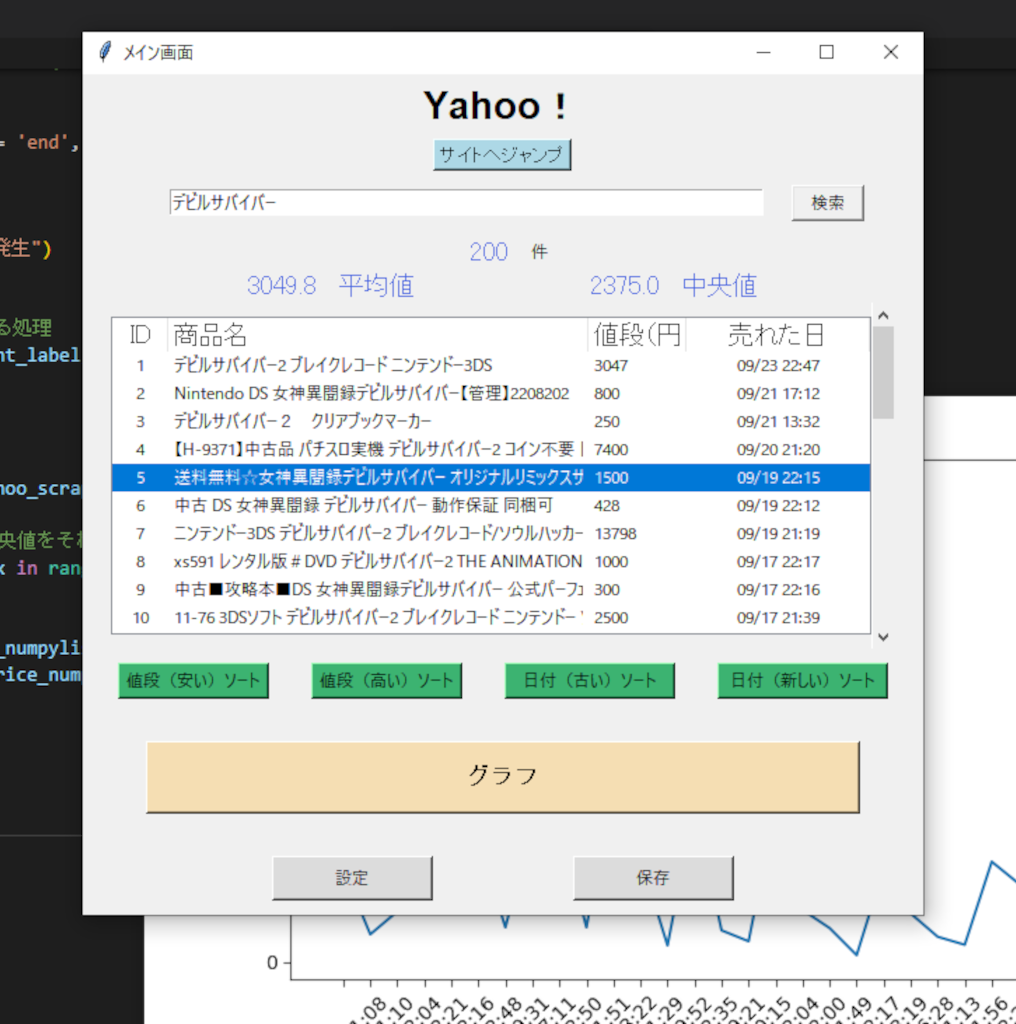 メイン画面
= 'end',
Yahoo !
サイトへジャンプ
デビルサバイバー 検索
発生")
200 件
3049.8 平均値 2375.0 中央値
る処理
nt_label
ID 商品名 値段(円 売れた日
1 デビルサバイバー2 ブレイクレコード ニンテンドー3DS 3047 09/23 22:47
2 Nintendo DS 女神異聞録デビルサバイバー【管理】2208202 800 09/21 17:12
3 デビルサバイバー２　クリアブックマーカー 250 09/21 13:32
4 【H-9371】中古品 パチスロ実機 デビルサバイバー2 コイン不要 7400 09/20 21:20
5 送料無料☆女神異聞録デビルサバイバー オリジナルリミックスサ 1500 09/19 22:15
hoo_scra
6 中古 DS 女神異聞録 デビルサバイバー 動作保証 同梱可 428 09/19 22:12
7 ニンテンドー3DS デビルサバイバー2 ブレイクレコード/ソウルハッカー 13798 09/19 21:19
央値をそ
8 xs591 レンタル版 # DVD デビルサバイバー2 THE ANIMATION 1000 09/17 22:17
x in ran
9 中古■攻略本■DS 女神異聞録デビルサバイバー 公式パーフェ 300 09/17 22:16
10 11-76 3DSソフト デビルサバイバー2 ブレイクレコード ニンテンドー 2500 09/17 21:39
_numpyli
rice_num
値段（安い）ソート 値段（高い）ソート 日付（古い）ソート 日付（新しい）ソート
グラフ
設定 保存
0